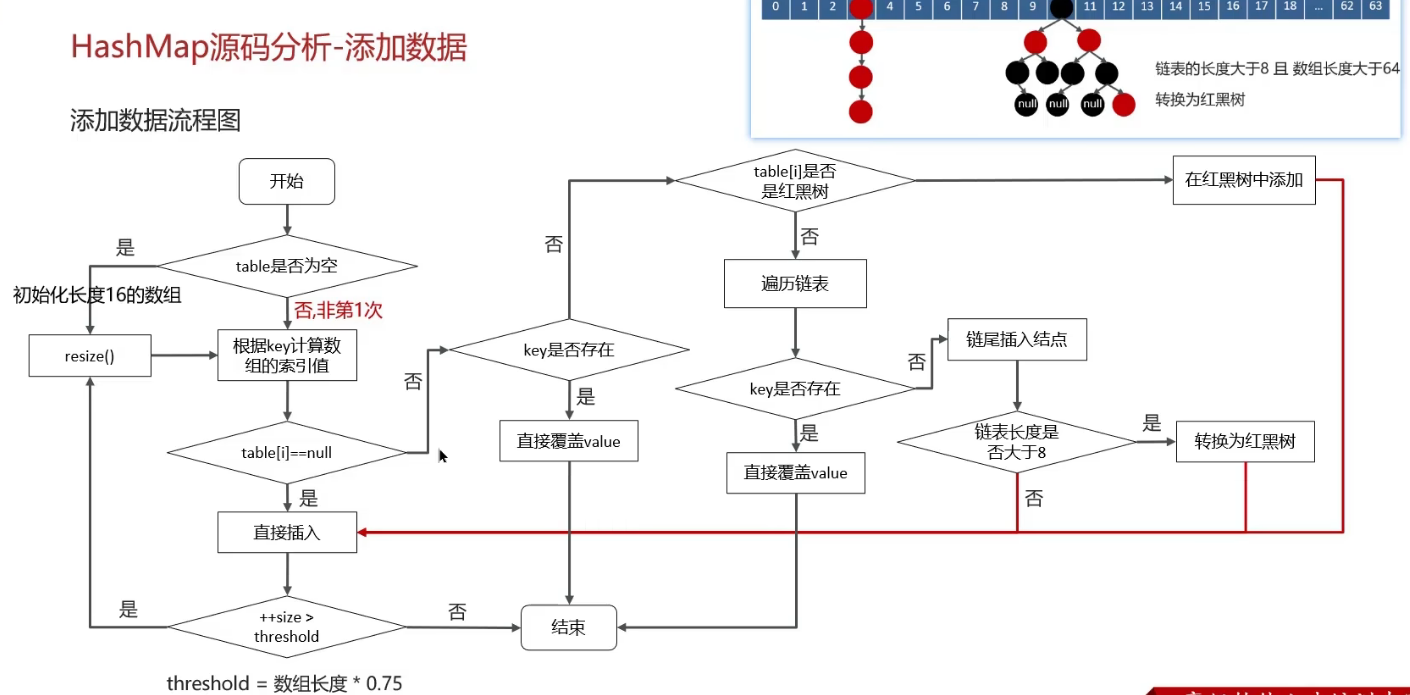 0 1 2 4 5 6 7 8 9 11 12 13 14 15 16 17 18 ... 62 63
HashMap源码分析-添加数据
链表的长度大于8 且 数组长度大于64
转换为红黑树
null null null
添加数据流程图
开始
是
table是否为空
初始化长度16的数组
否,非第1次
resize()
根据key计算数
组的索引值
否
table[i]==null
是
直接插入
是
++size >
threshold
否
threshold = 数组长度 * 0.75
否
key是否存在
是
直接覆盖value
结束
table[i]是否
是红黑树
在红黑树中添加
否
遍历链表
key是否存在
否
是
直接覆盖value
链尾插入结点
链表长度是
否大于8
是
转换为红黑树
否